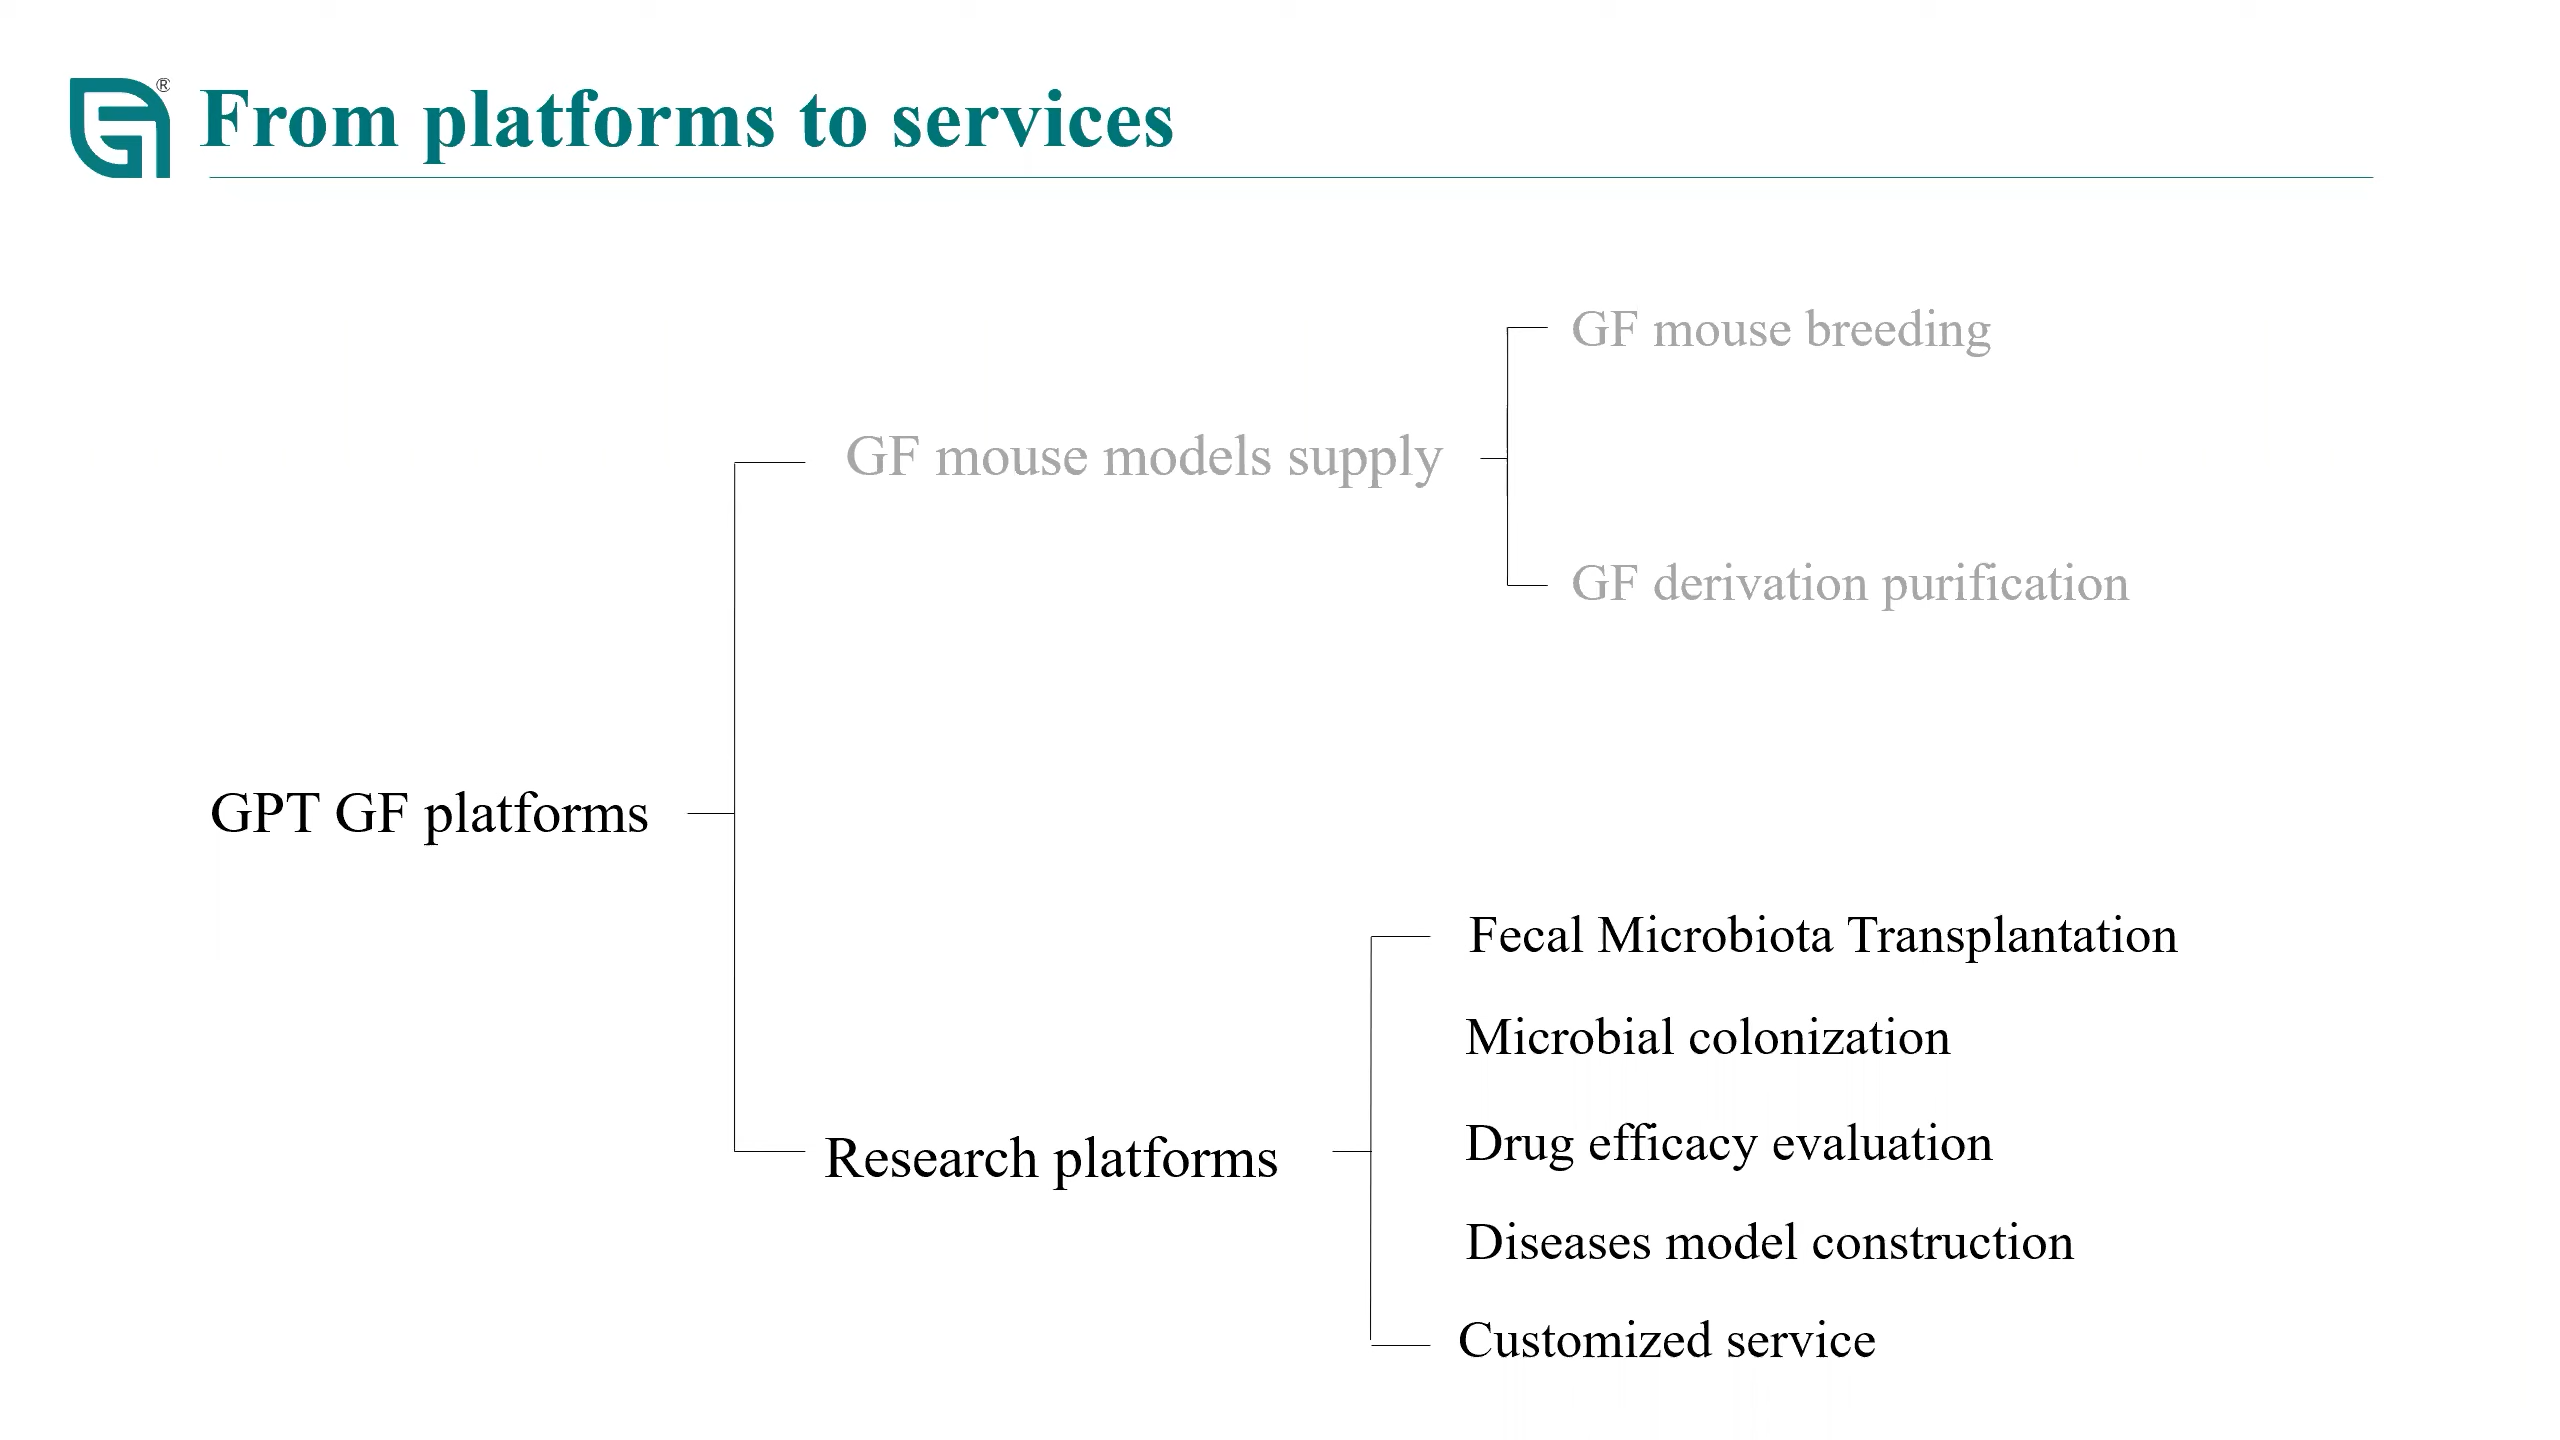 ®
From platforms to services
GF mouse breeding
GF mouse models supply
GF derivation purification
GPT GF platforms
Fecal Microbiota Transplantation
Microbial colonization
Drug efficacy evaluation
Research platforms
Diseases model construction
Customized service